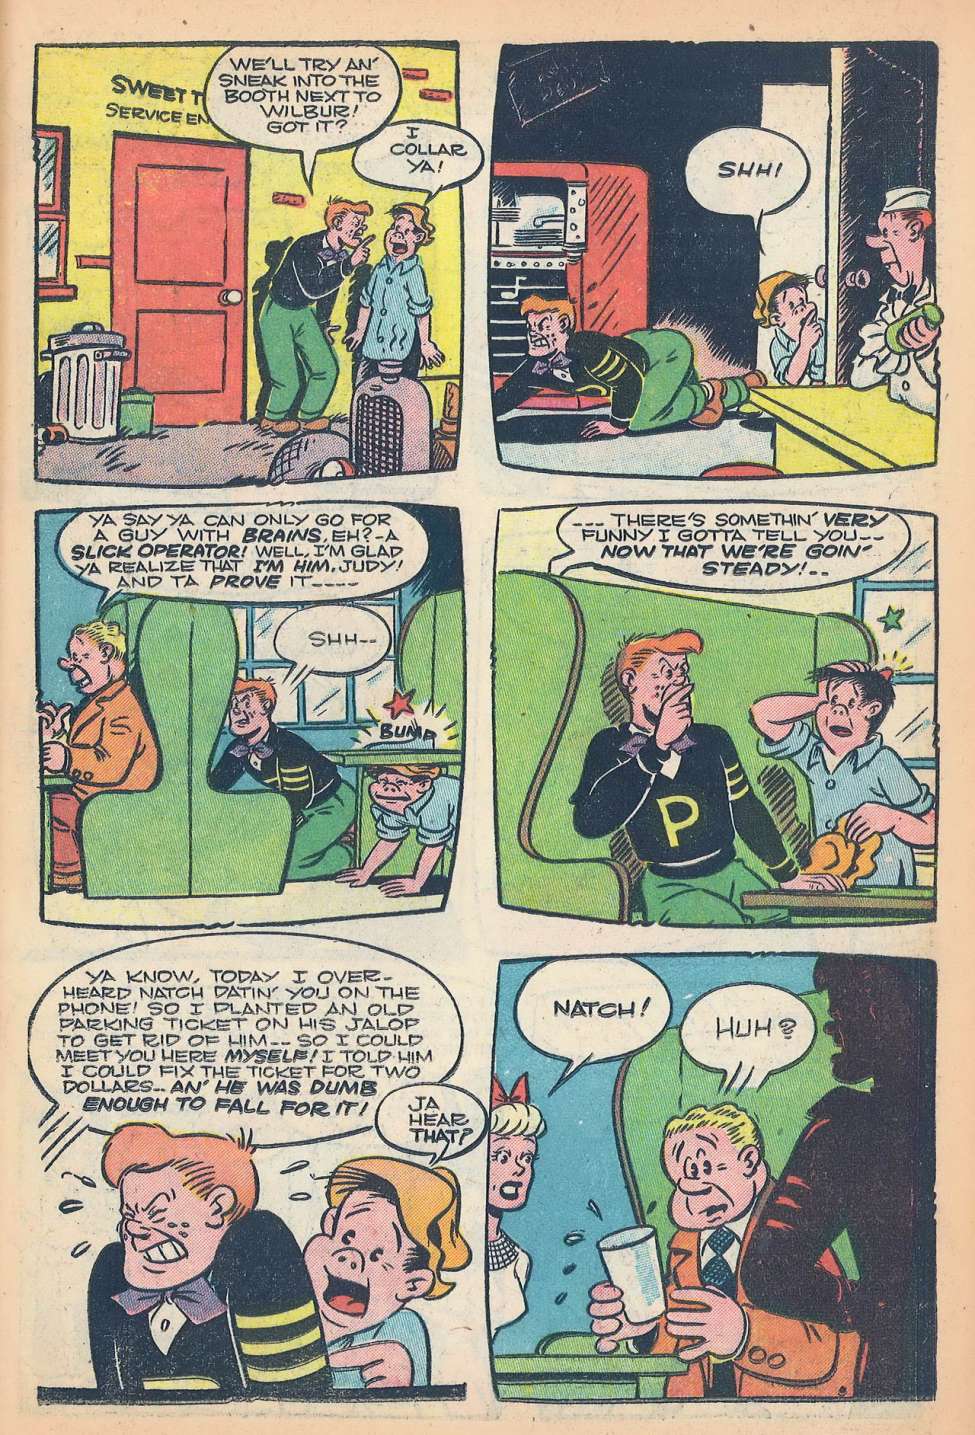 SWEET T
SERVICE EN
WE'LL TRY AN'
SNEAK INTO THE
BOOTH NEXT TO
WILBUR!
GOT IT?
I
COLLAR
YA!
SHH!
YA SAY YA CAN ONLY GO FOR
A GUY WITH BRAINS, EH?-A
SLICK OPERATOR! WELL, I'M GLAD
YA REALIZE THAT I'M HIM, JUDY!
AND TA PROVE IT----
SHH--
BUMP
--- THERE'S SOMETHIN' VERY
FUNNY I GOTTA TELL YOU--
NOW THAT WE'RE GOIN'
STEADY!--
P
YA KNOW, TODAY I OVER-
HEARD NATCH DATIN' YOU ON THE
PHONE! SO I PLANTED AN OLD
PARKING TICKET ON HIS JALOP
TO GET RID OF HIM-- SO I COULD
MEET YOU HERE MYSELF! I TOLD HIM
I COULD FIX THE TICKET FOR TWO
DOLLARS-- AN' HE WAS DUMB
ENOUGH TO FALL FOR IT!
JA
HEAR
THAT?
NATCH!
HUH?